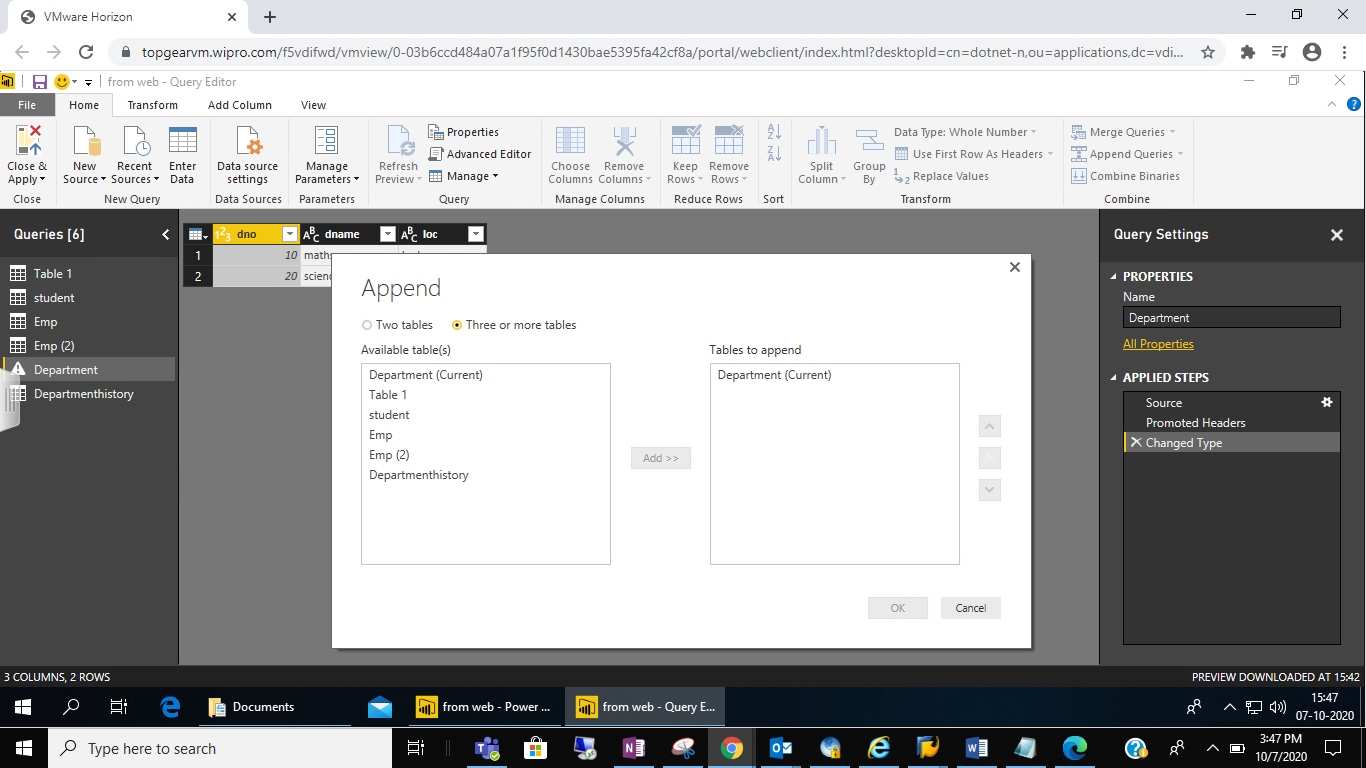 VMware Horizon
topgearvm.wipro.com/f5vdifwd/vmview/0-03b6ccd484a07a1f95f0d1430bae5395fa42cf8a/portal/webclient/index.html?desktopId=cn=dotnet-n,ou=applications,dc=vdi...
from web - Query Editor
File Home Transform Add Column View
Close & Apply
New Source
Recent Sources
Enter Data
Data source settings
Manage Parameters
Refresh Preview
Properties
Advanced Editor
Manage
Choose Columns
Remove Columns
Keep Rows
Remove Rows
Split Column
Group By
Data Type: Whole Number
Use First Row As Headers
Replace Values
Merge Queries
Append Queries
Combine Binaries
Close New Query Data Sources Parameters Query Manage Columns Reduce Rows Sort Transform Combine
Queries [6]
Table 1
student
Emp
Emp (2)
Department
Departmenthistory
123 dno ABC dname ABC loc
1 10 maths
2 20
Append
Two tables Three or more tables
Available table(s)
Department (Current)
Table 1
student
Emp
Emp (2)
Departmenthistory
Add >>
Tables to append
Department (Current)
OK Cancel
Query Settings
PROPERTIES
Name
Department
All Properties
APPLIED STEPS
Source
Promoted Headers
Changed Type
3 COLUMNS, 2 ROWS PREVIEW DOWNLOADED AT 15:42
Documents from web - Power ... from web - Query E...
15:47
07-10-2020
Type here to search
3:47 PM
10/7/2020